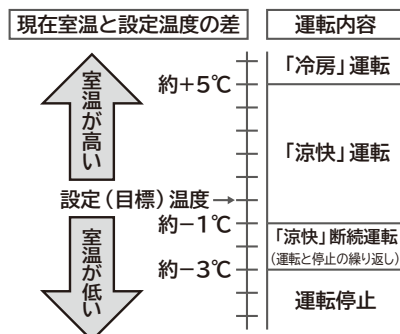 現在室温と設定温度の差
運転内容
室温が高い
約+5℃
「冷房」運転
「涼快」運転
設定（目標）温度→
約−1℃
「涼快」断続運転
（運転と停止の繰り返し）
室温が低い
約−3℃
運転停止